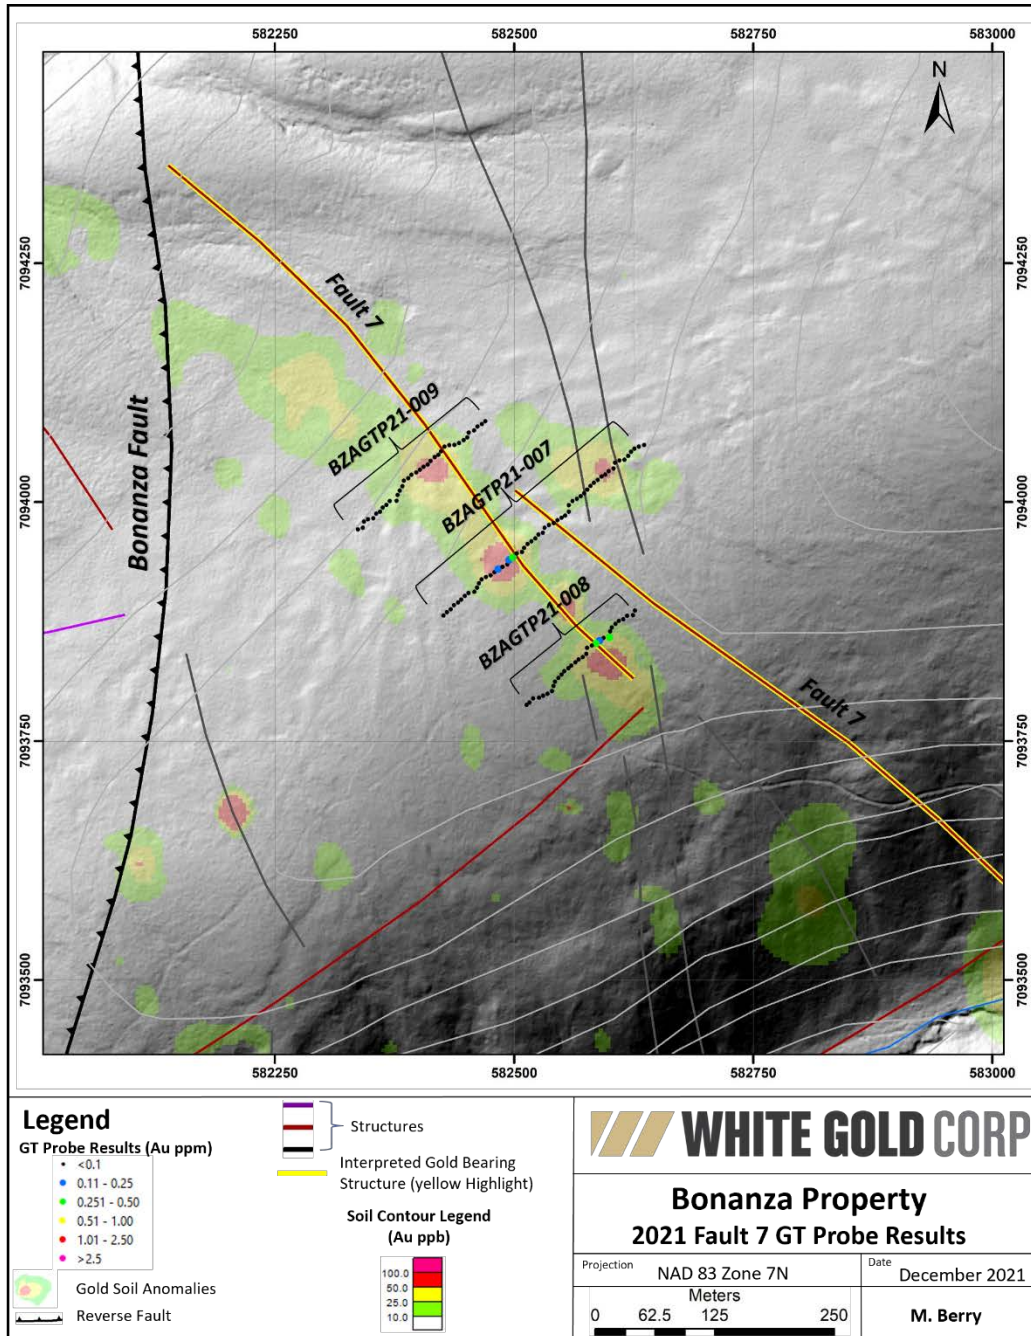 582250 582500 582750 583000
N
7094250 7094250
Fault 7
BZAGTP21-009
Bonanza Fault
BZAGTP21-007
7094000 7094000
BZAGTP21-008
Fault 7
7093750 7093750
7093500 7093500
582250 582500 582750 583000
Legend
GT Probe Results (Au ppm)
<0.1
0.11 - 0.25
0.251 - 0.50
0.51 - 1.00
1.01 - 2.50
>2.5
Gold Soil Anomalies
Reverse Fault
Structures
Interpreted Gold Bearing
Structure (yellow Highlight)
Soil Contour Legend
(Au ppb)
100.0
50.0
25.0
10.0
WHITE GOLD CORP
Bonanza Property
2021 Fault 7 GT Probe Results
Projection
NAD 83 Zone 7N
Date
December 2021
Meters
0 62.5 125 250
M. Berry